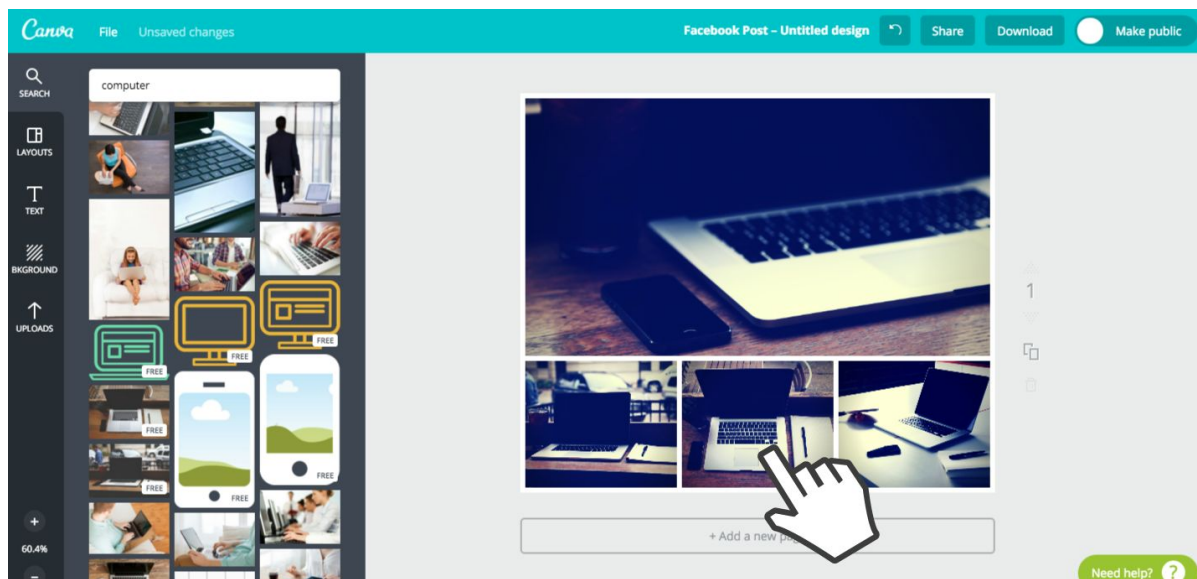 Canva File Unsaved changes Facebook Post – Untitled design Share Download Make public
SEARCH
computer
LAYOUTS
TEXT
BKGROUND
UPLOADS
FREE
FREE
FREE
FREE
FREE
FREE
FREE
1
+ Add a new
60.4%
Need help? ?